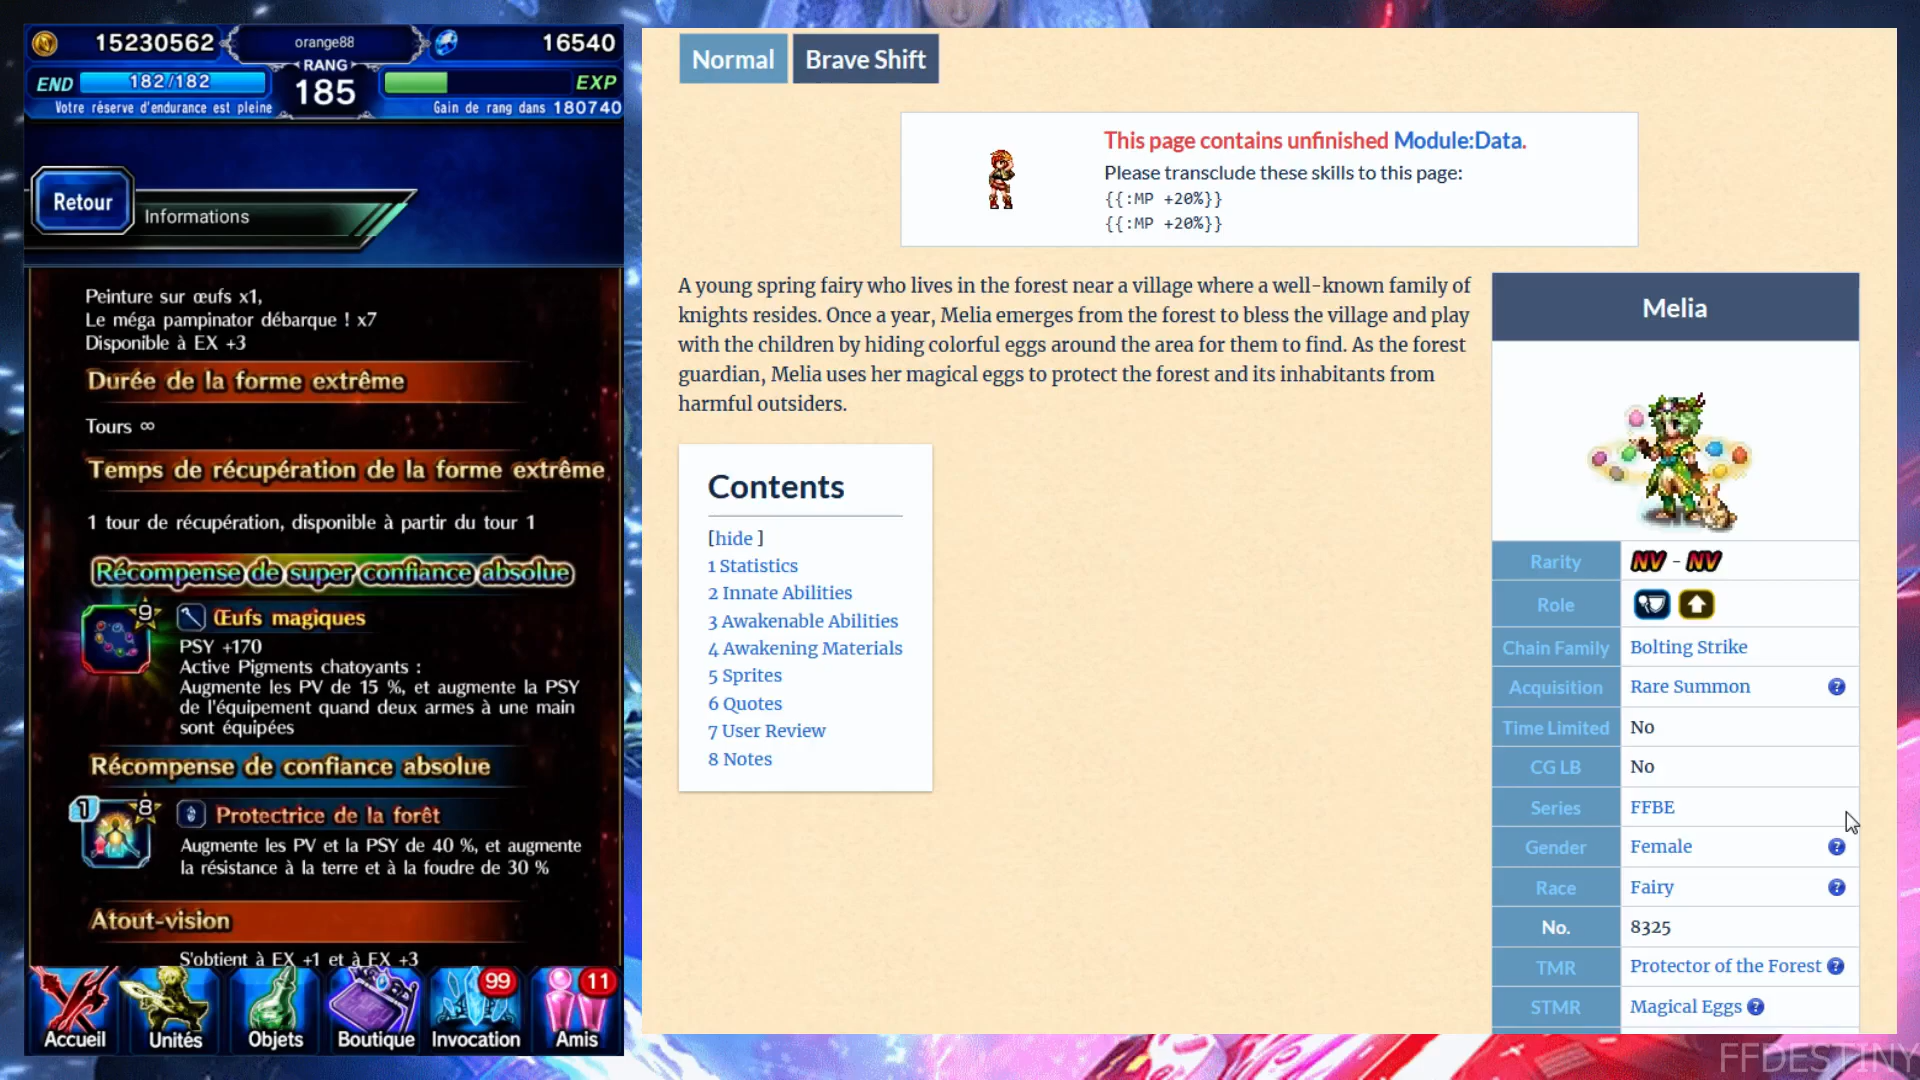 15230562
orange88
16540
RANG
185
END
182/182
EXP
Votre réserve d'endurance est pleine
Gain de rang dans 180740
Retour
Informations
Peinture sur œufs x1,
Le méga pampinator débarque ! x7
Disponible à EX +3
Durée de la forme extrême
Tours ∞
Temps de récupération de la forme extrême
1 tour de récupération, disponible à partir du tour 1
Récompense de super confiance absolue
9
Œufs magiques
PSY +170
Active Pigments chatoyants :
Augmente les PV de 15 %, et augmente la PSY
de l'équipement quand deux armes à une main
sont équipées
Récompense de confiance absolue
1
8
Protectrice de la forêt
Augmente les PV et la PSY de 40 %, et augmente
la résistance à la terre et à la foudre de 30 %
Atout-vision
S'obtient à EX +1 et à EX +3
99
11
Accueil
Unités
Objets
Boutique
Invocation
Amis
Normal
Brave Shift
This page contains unfinished Module:Data.
Please transclude these skills to this page:
{{:MP +20%}}
{{:MP +20%}}
A young spring fairy who lives in the forest near a village where a well-known family of
knights resides. Once a year, Melia emerges from the forest to bless the village and play
with the children by hiding colorful eggs around the area for them to find. As the forest
guardian, Melia uses her magical eggs to protect the forest and its inhabitants from
harmful outsiders.
Contents
[hide ]
1 Statistics
2 Innate Abilities
3 Awakenable Abilities
4 Awakening Materials
5 Sprites
6 Quotes
7 User Review
8 Notes
Melia
Rarity
NV - NV
Role
Chain Family
Bolting Strike
Acquisition
Rare Summon
?
Time Limited
No
CG LB
No
Series
FFBE
Gender
Female
?
Race
Fairy
?
No.
8325
TMR
Protector of the Forest
?
STMR
Magical Eggs
?
FFDESTINY